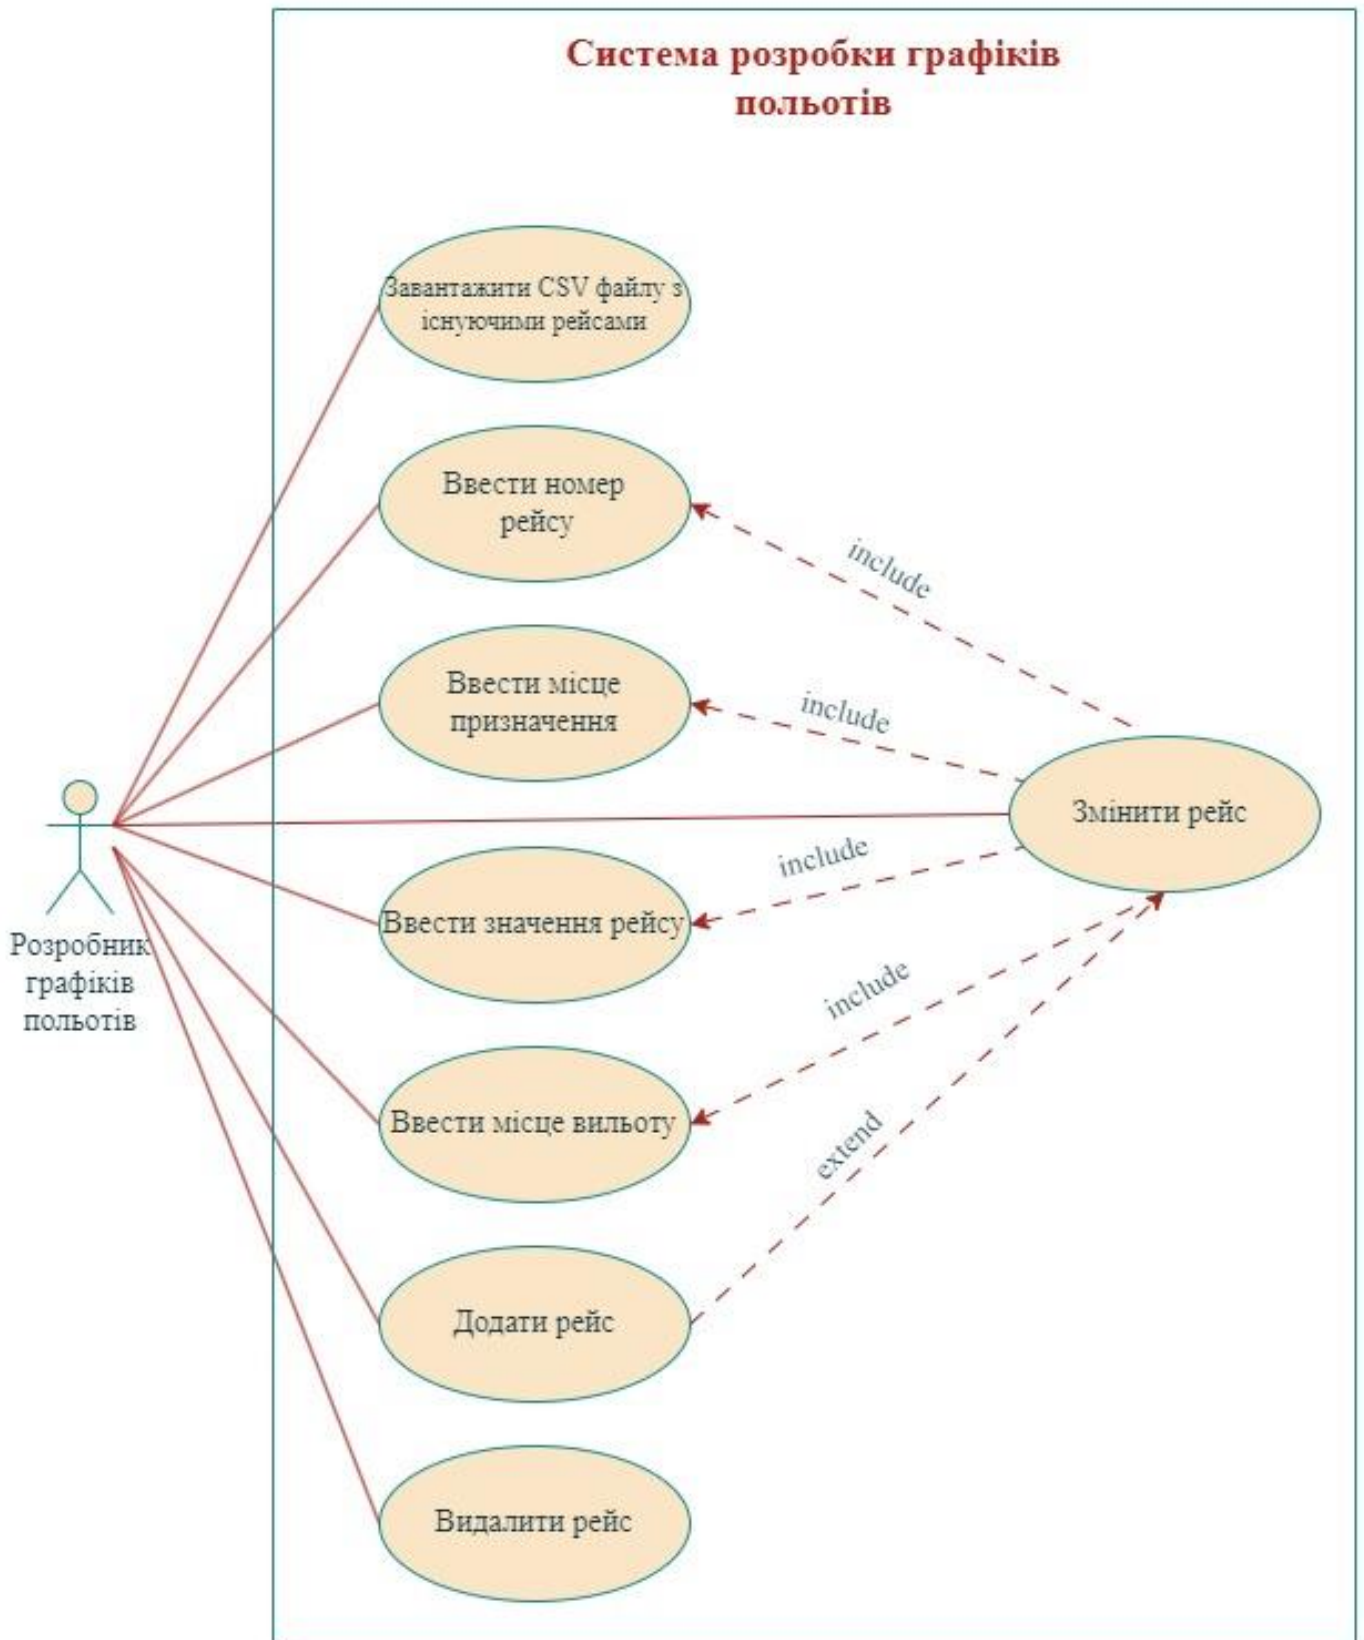 Система розробки графіків
польотів
Завантажити CSV файлу з
існуючими рейсами
Ввести номер
рейсу
include
Ввести місце
призначення
include
Змінити рейс
include
Ввести значення рейсу
Розробник
графіків
польотів
include
Ввести місце вильоту
extend
Додати рейс
Видалити рейс